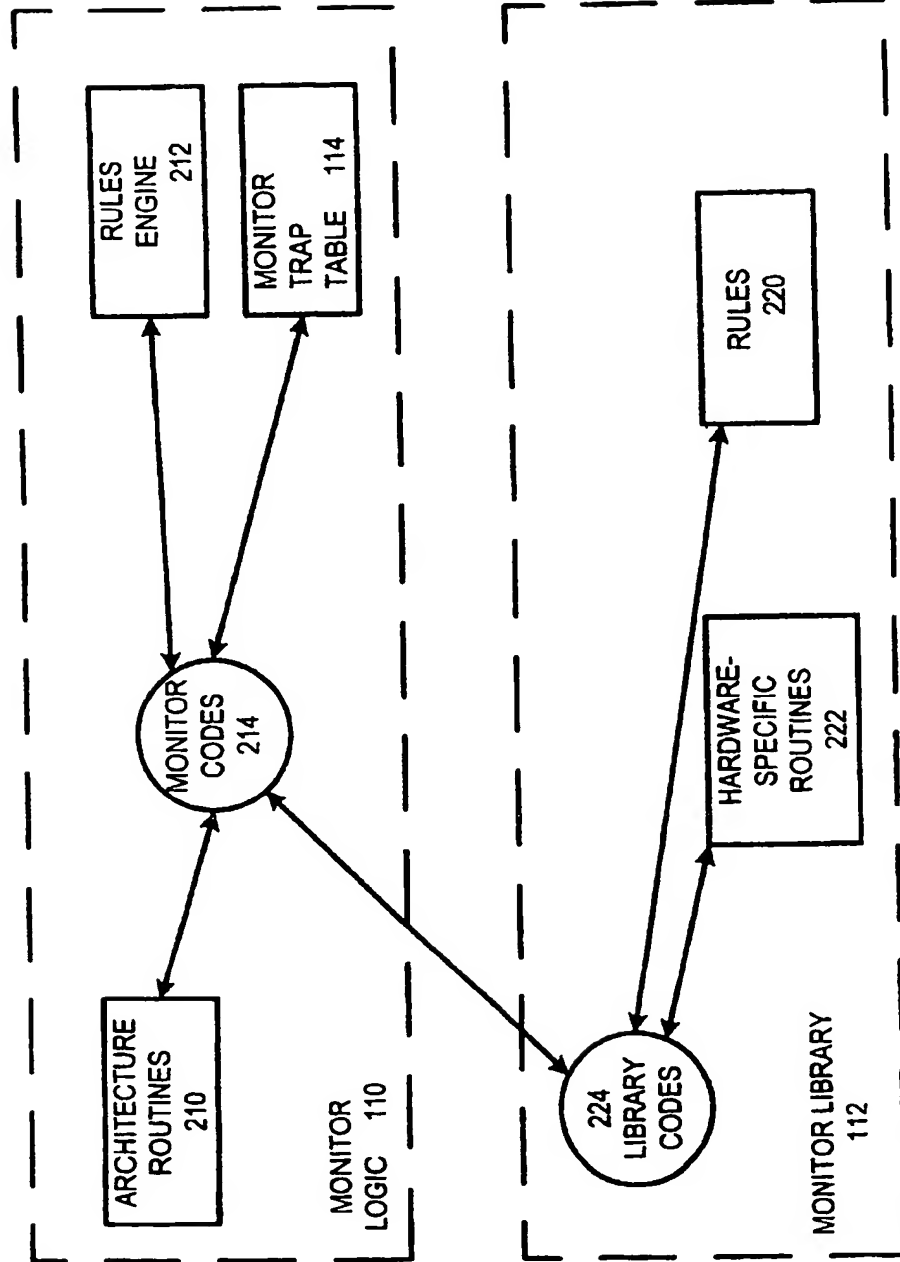 ARCHITECTURE
ROUTINES
210
MONITOR
CODES
214
RULES
ENGINE
212
MONITOR
TRAP
TABLE 114
MONITOR
LOGIC 110
224
LIBRARY
CODES
HARDWARE-
SPECIFIC
ROUTINES
222
RULES
220
MONITOR LIBRARY
112